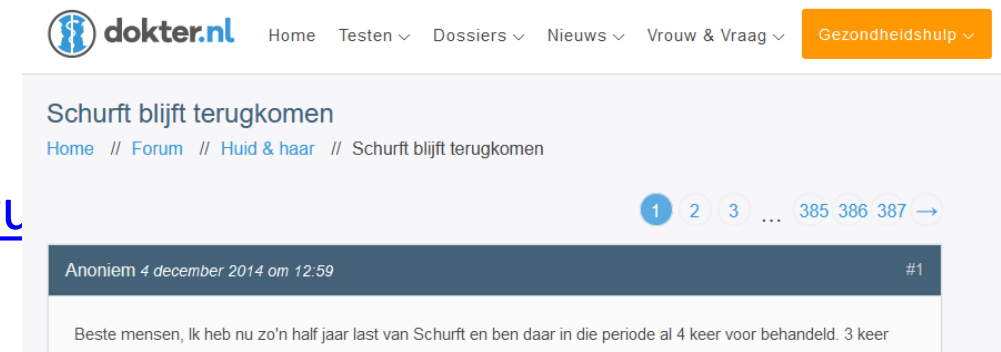 dokter.nl Home Testen Dossiers Nieuws Vrouw & Vraag Gezondheidshulp
Schurft blijft terugkomen
Home // Forum // Huid & haar // Schurft blijft terugkomen
1 2 3 ... 385 386 387 →
Anoniem 4 december 2014 om 12:59 #1
Beste mensen, Ik heb nu zo'n half jaar last van Schurft en ben daar in die periode al 4 keer voor behandeld. 3 keer